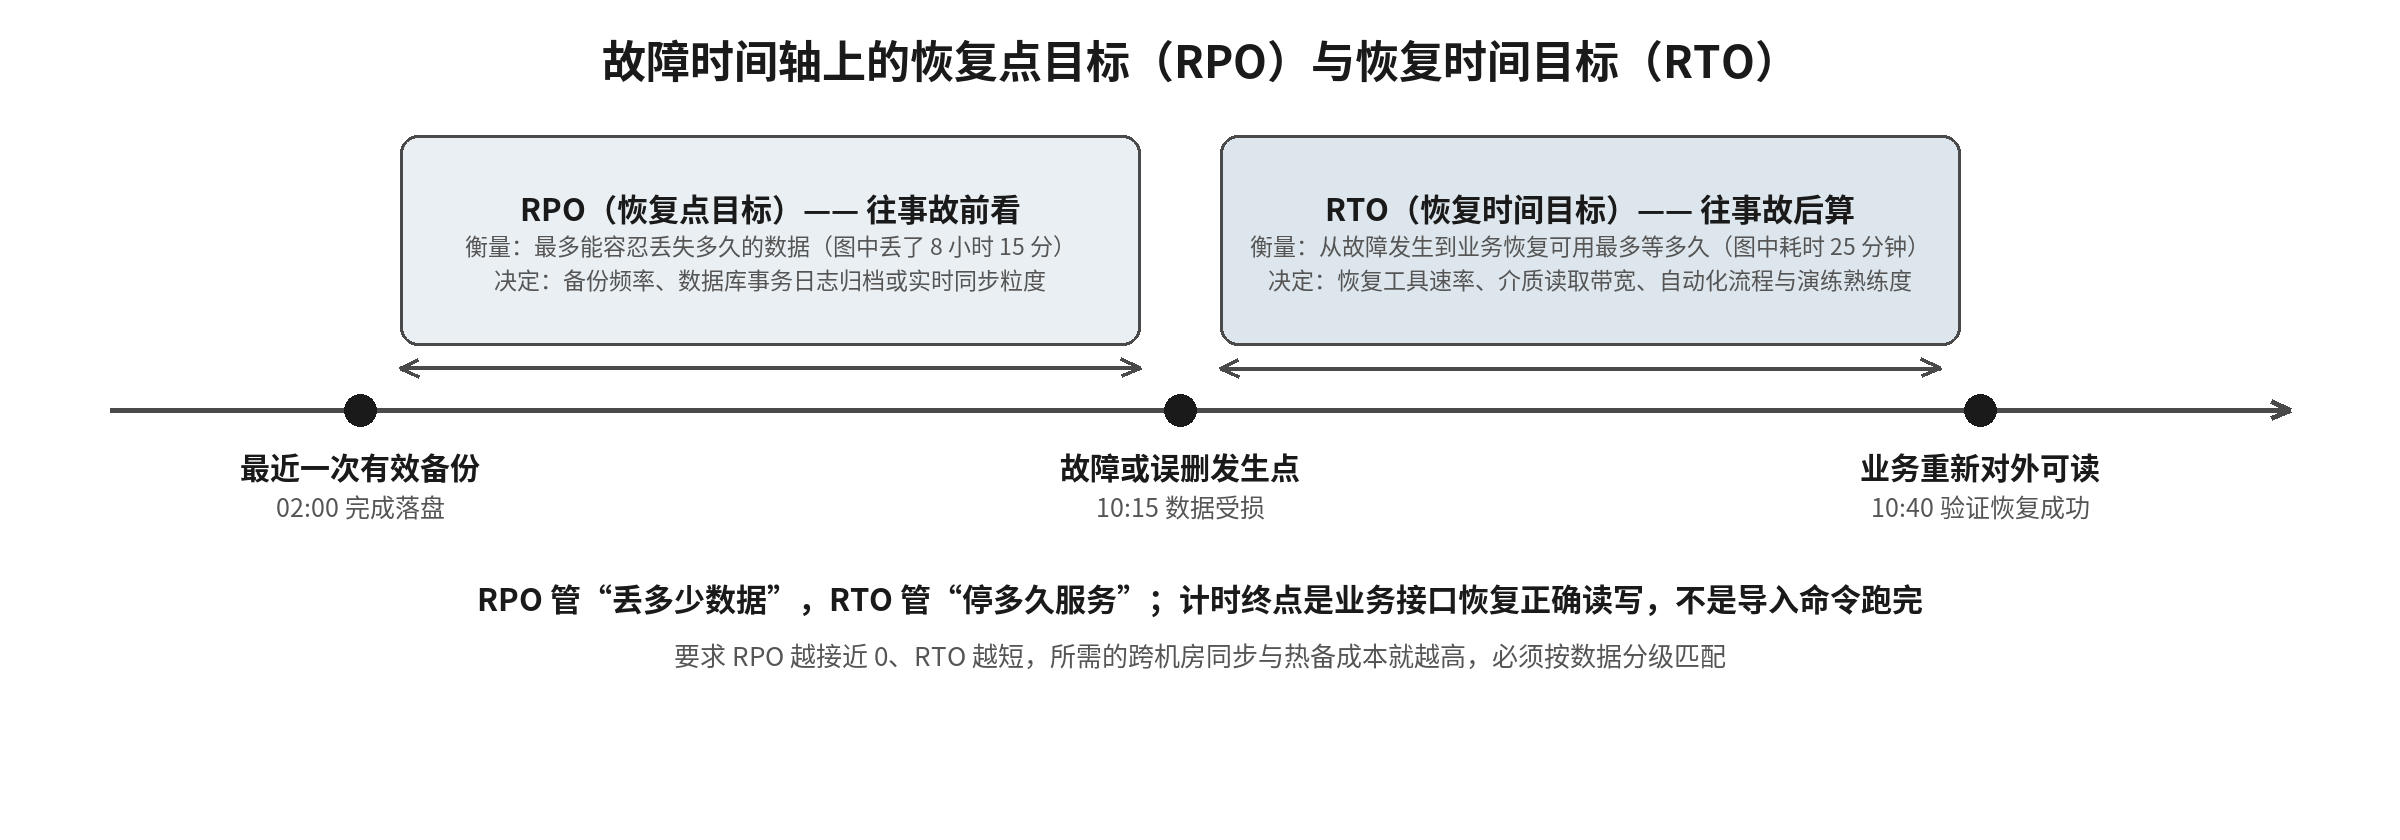 故障时间轴上的恢复点目标（RPO）与恢复时间目标（RTO）
RPO（恢复点目标）—— 往事故前看
衡量：最多能容忍丢失多久的数据（图中丢了 8 小时 15 分）
决定：备份频率、数据库事务日志归档或实时同步粒度
RTO（恢复时间目标）—— 往事故后算
衡量：从故障发生到业务恢复可用最多等多久（图中耗时 25 分钟）
决定：恢复工具速率、介质读取带宽、自动化流程与演练熟练度
最近一次有效备份
02:00 完成落盘
故障或误删发生点
10:15 数据受损
业务重新对外可读
10:40 验证恢复成功
RPO 管“丢多少数据”，RTO 管“停多久服务”；计时终点是业务接口恢复正确读写，不是导入命令跑完
要求 RPO 越接近 0、RTO 越短，所需的跨机房同步与热备成本就越高，必须按数据分级匹配